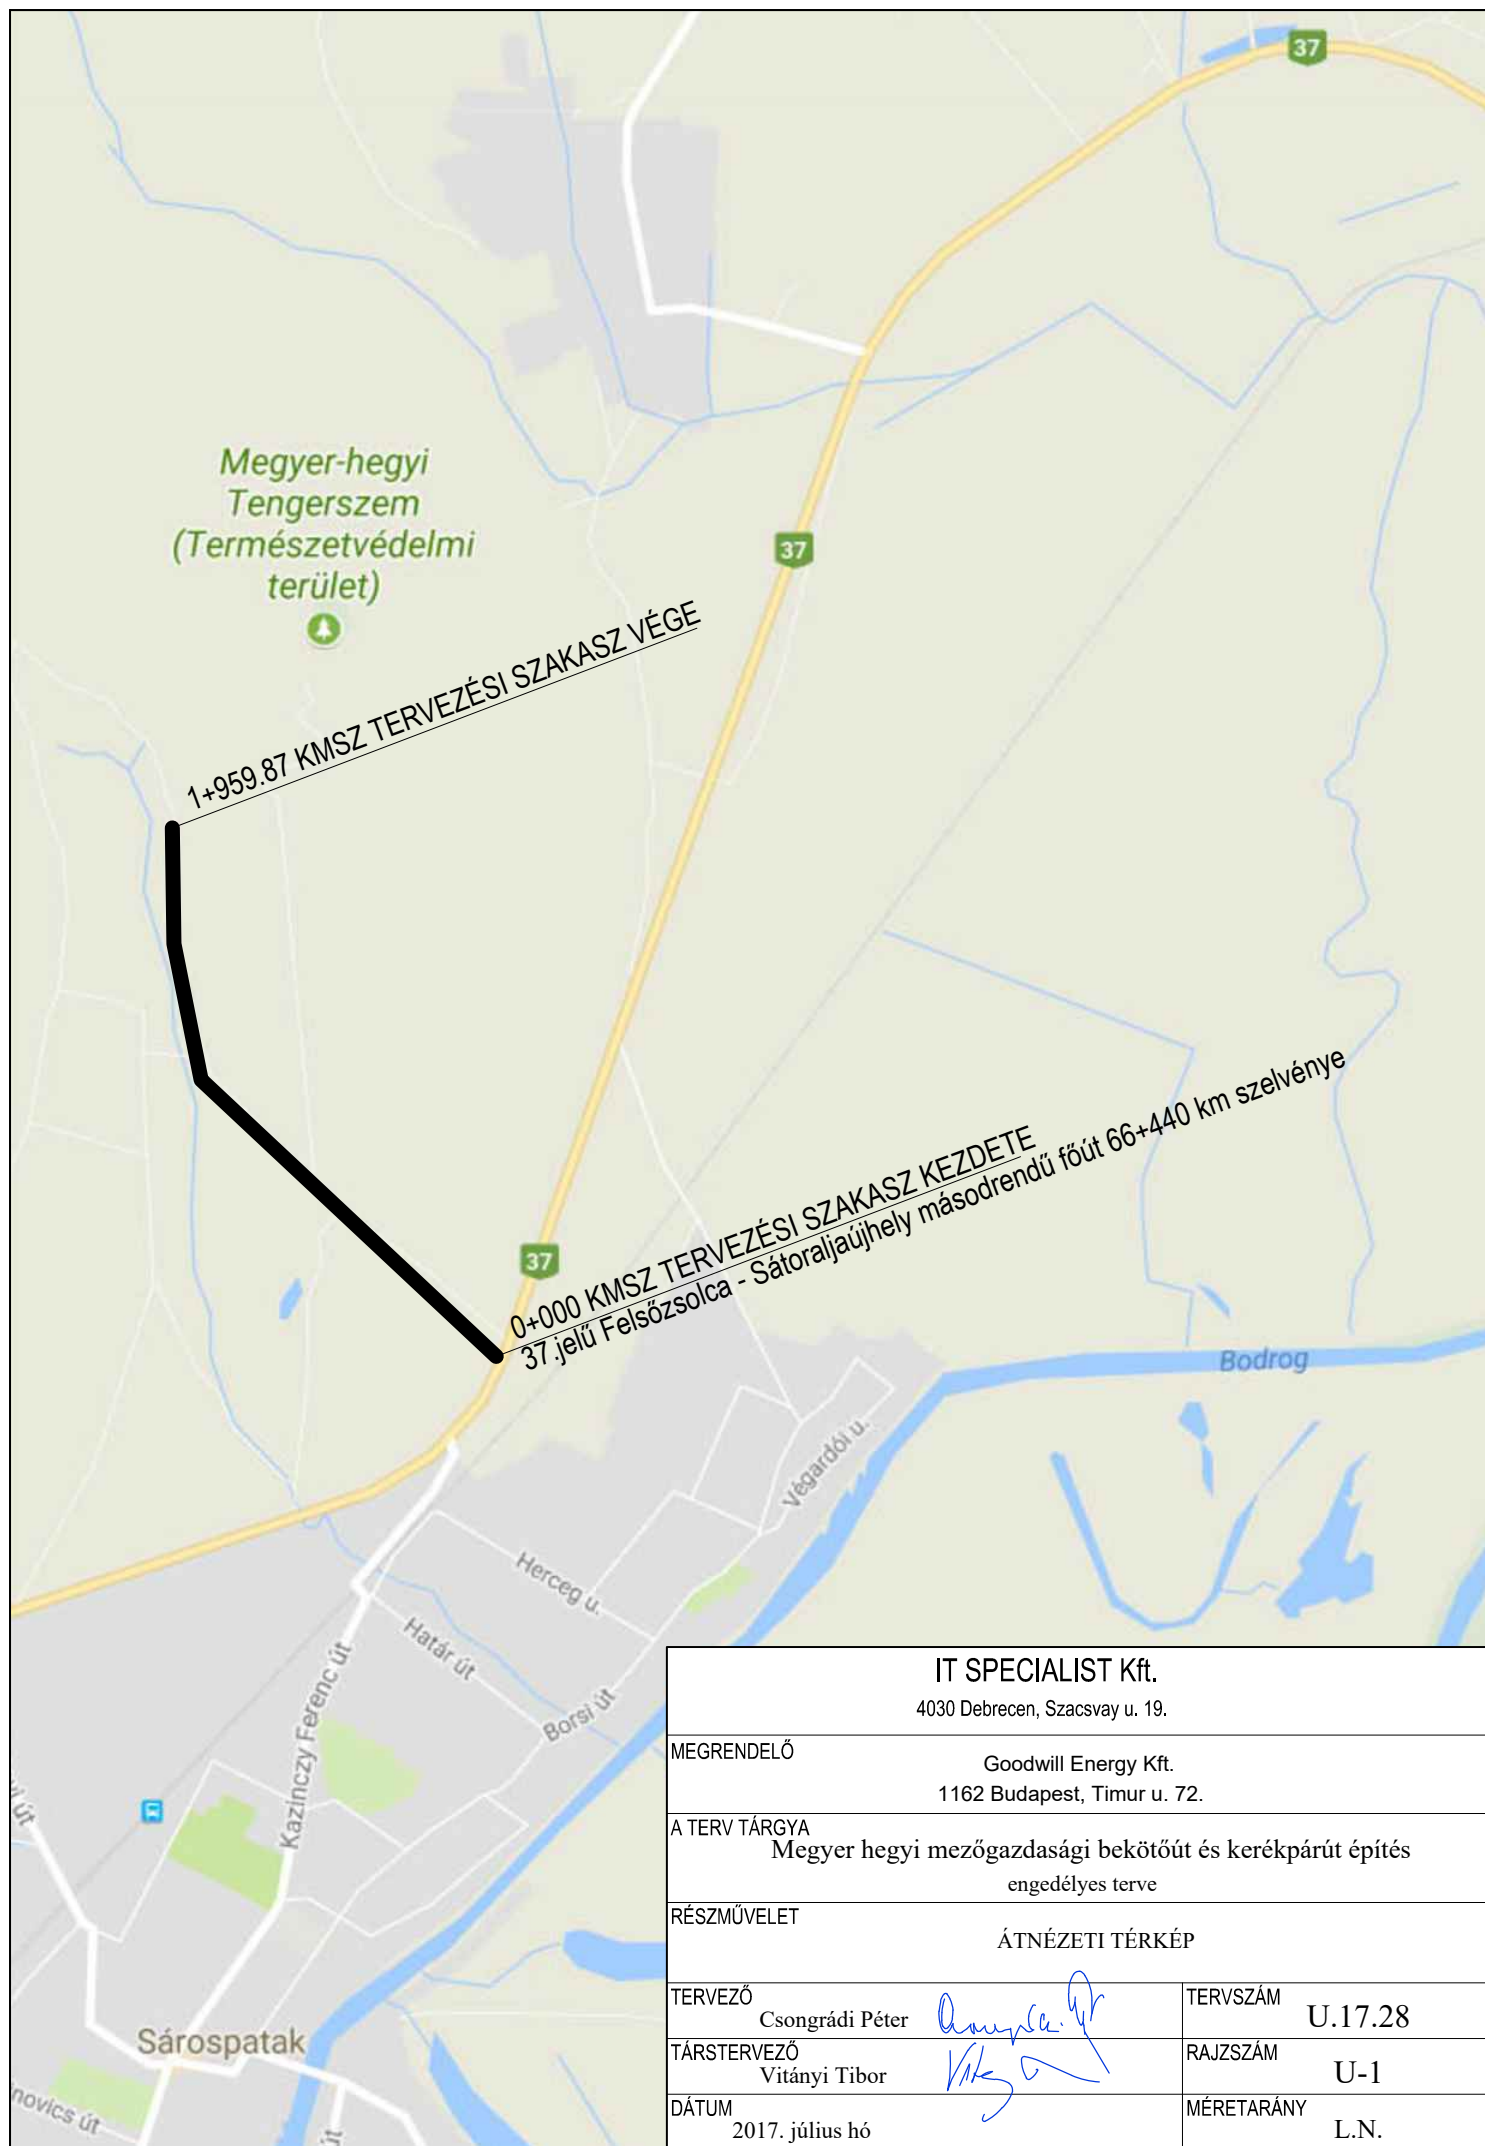 37
Megyer-hegyi
Tengerszem
(Természetvédelmi
terület)
37
1+959.87 KMSZ TERVEZÉSI SZAKASZ VÉGE
37
0+000 KMSZ TERVEZÉSI SZAKASZ KEZDETE
37.jelű Felsőzsolca - Sátoraljaújhely másodrendű főút 66+440 km szelvénye
Bodrog
Végardói u.
Herceg u.
Határ út
Borsi út
Kazinczy Ferenc út
út
Sárospatak
novics út
út
IT SPECIALIST Kft.
4030 Debrecen, Szacsvay u. 19.
MEGRENDELŐ
Goodwill Energy Kft.
1162 Budapest, Timur u. 72.
A TERV TÁRGYA
Megyer hegyi mezőgazdasági bekötőút és kerékpárút építés
engedélyes terve
RÉSZMŰVELET
ÁTNÉZETI TÉRKÉP
TERVEZŐ
Csongrádi Péter
TERVSZÁM
U.17.28
TÁRSTERVEZŐ
Vitányi Tibor
RAJZSZÁM
U-1
DÁTUM
2017. július hó
MÉRETARÁNY
L.N.